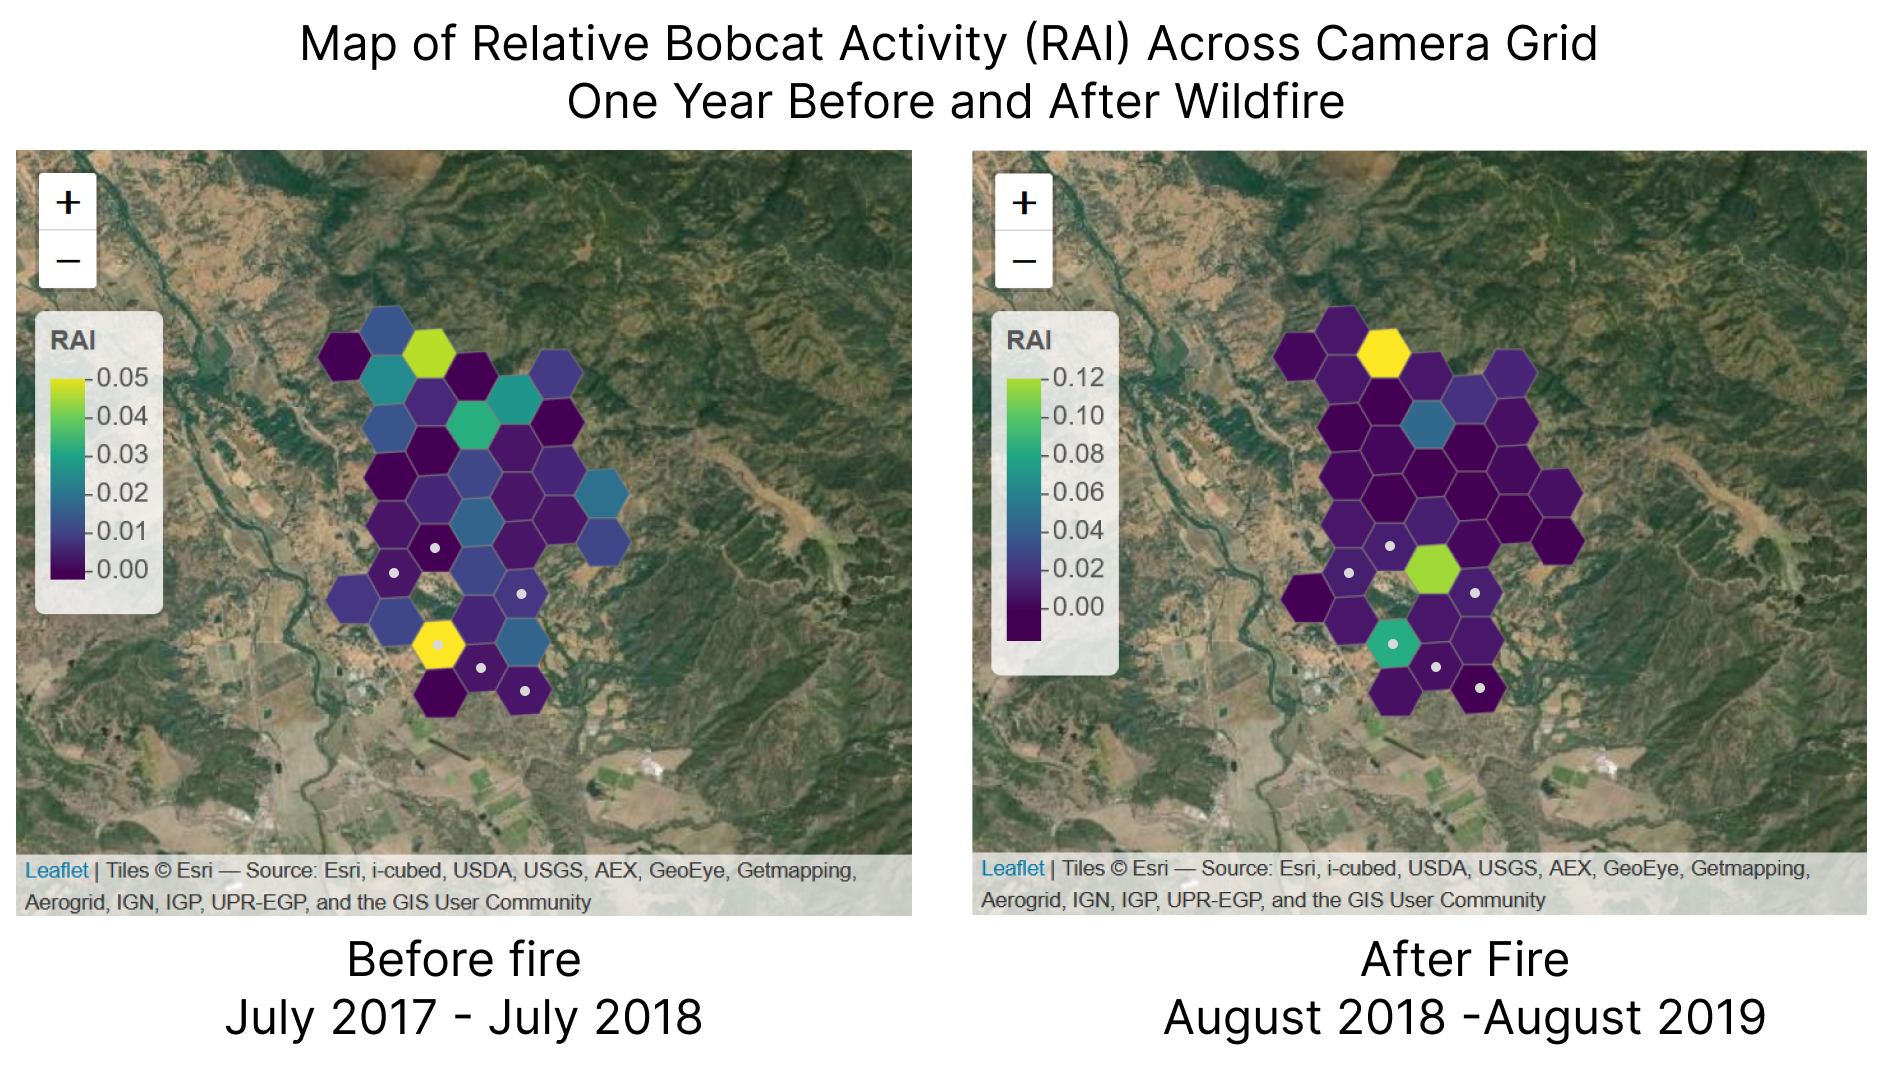 Map of Relative Bobcat Activity (RAI) Across Camera Grid
One Year Before and After Wildfire
+
−
RAI
0.05
0.04
0.03
0.02
0.01
0.00
Leaflet | Tiles © Esri — Source: Esri, i-cubed, USDA, USGS, AEX, GeoEye, Getmapping,
Aerogrid, IGN, IGP, UPR-EGP, and the GIS User Community
Before fire
July 2017 - July 2018
+
−
RAI
0.12
0.10
0.08
0.06
0.04
0.02
0.00
Leaflet | Tiles © Esri — Source: Esri, i-cubed, USDA, USGS, AEX, GeoEye, Getmapping,
Aerogrid, IGN, IGP, UPR-EGP, and the GIS User Community
After Fire
August 2018 -August 2019